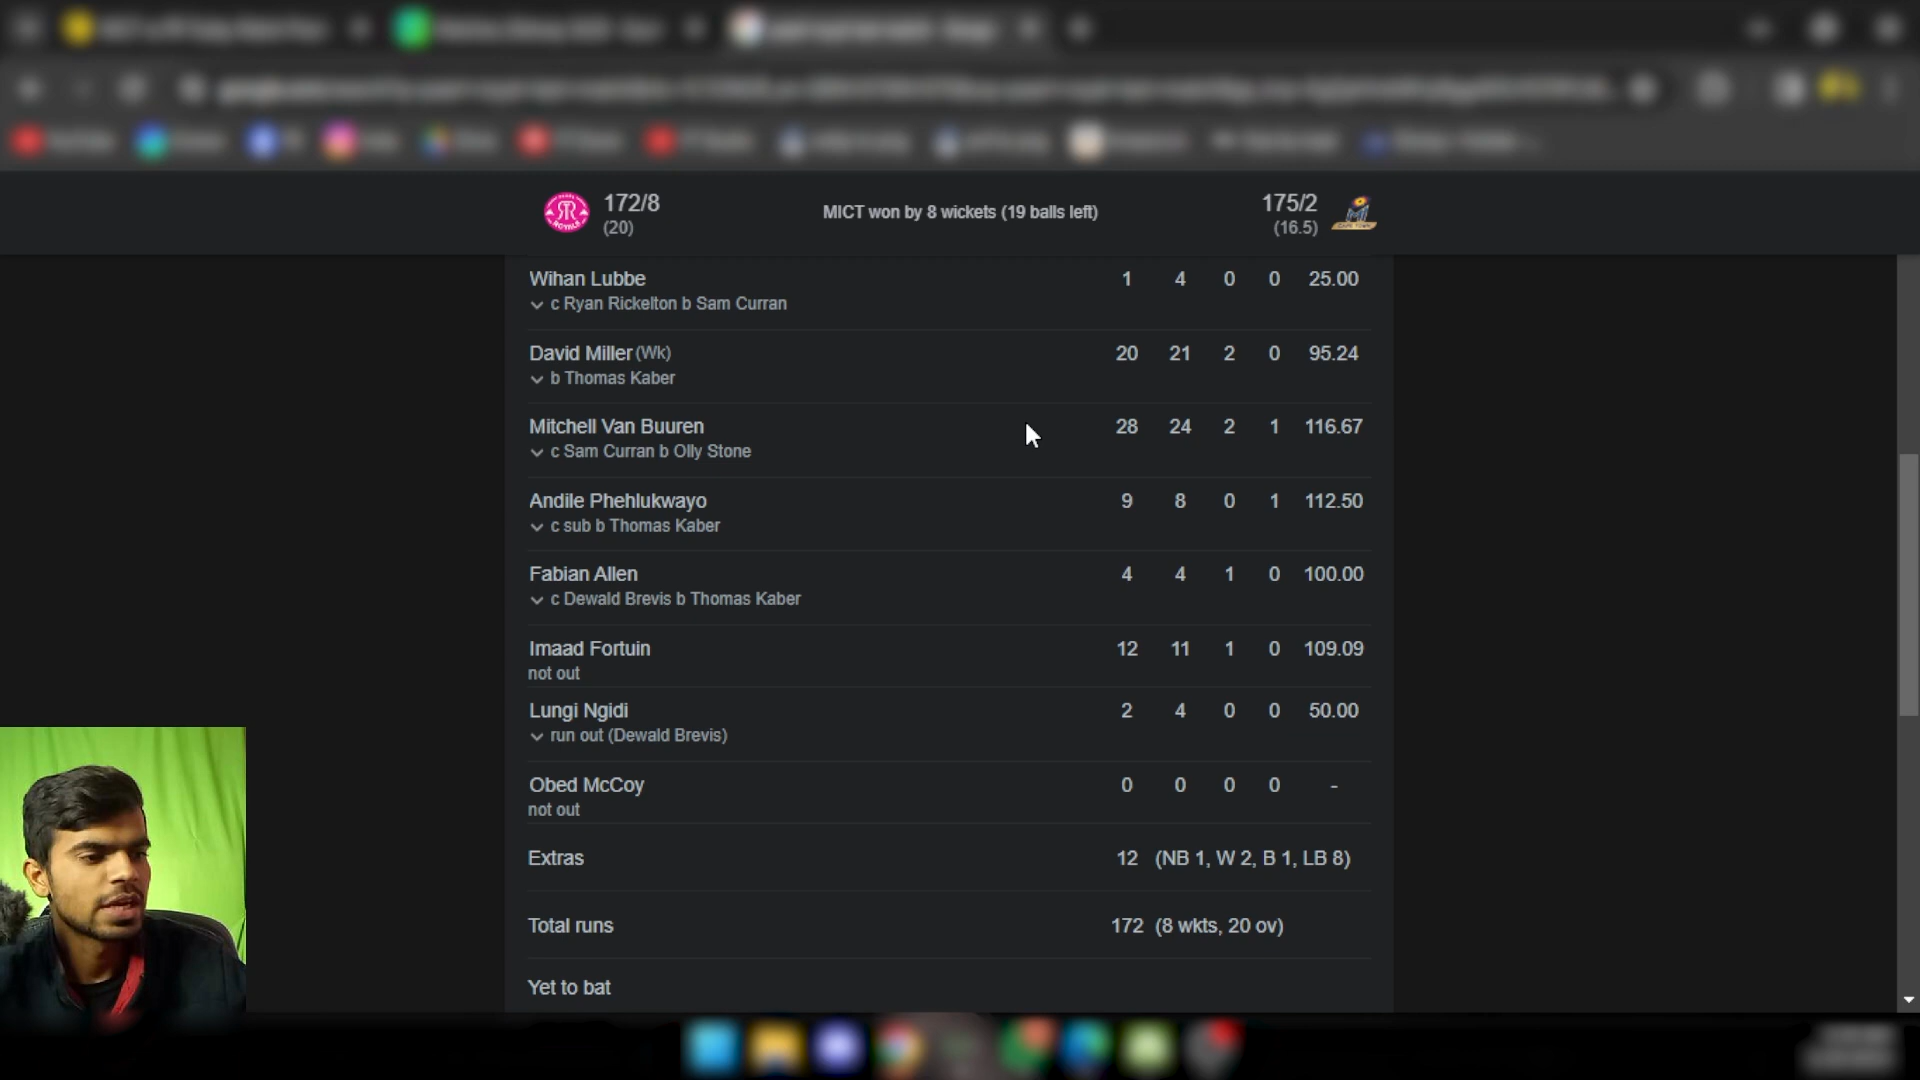 172/8
(20)
MICT won by 8 wickets (19 balls left)
175/2
(16.5)
Wihan Lubbe 1 4 0 0 25.00
c Ryan Rickelton b Sam Curran
David Miller (Wk) 20 21 2 0 95.24
b Thomas Kaber
Mitchell Van Buuren 28 24 2 1 116.67
c Sam Curran b Olly Stone
Andile Phehlukwayo 9 8 0 1 112.50
c sub b Thomas Kaber
Fabian Allen 4 4 1 0 100.00
c Dewald Brevis b Thomas Kaber
Imaad Fortuin 12 11 1 0 109.09
not out
Lungi Ngidi 2 4 0 0 50.00
run out (Dewald Brevis)
Obed McCoy 0 0 0 0 -
not out
Extras 12 (NB 1, W 2, B 1, LB 8)
Total runs 172 (8 wkts, 20 ov)
Yet to bat